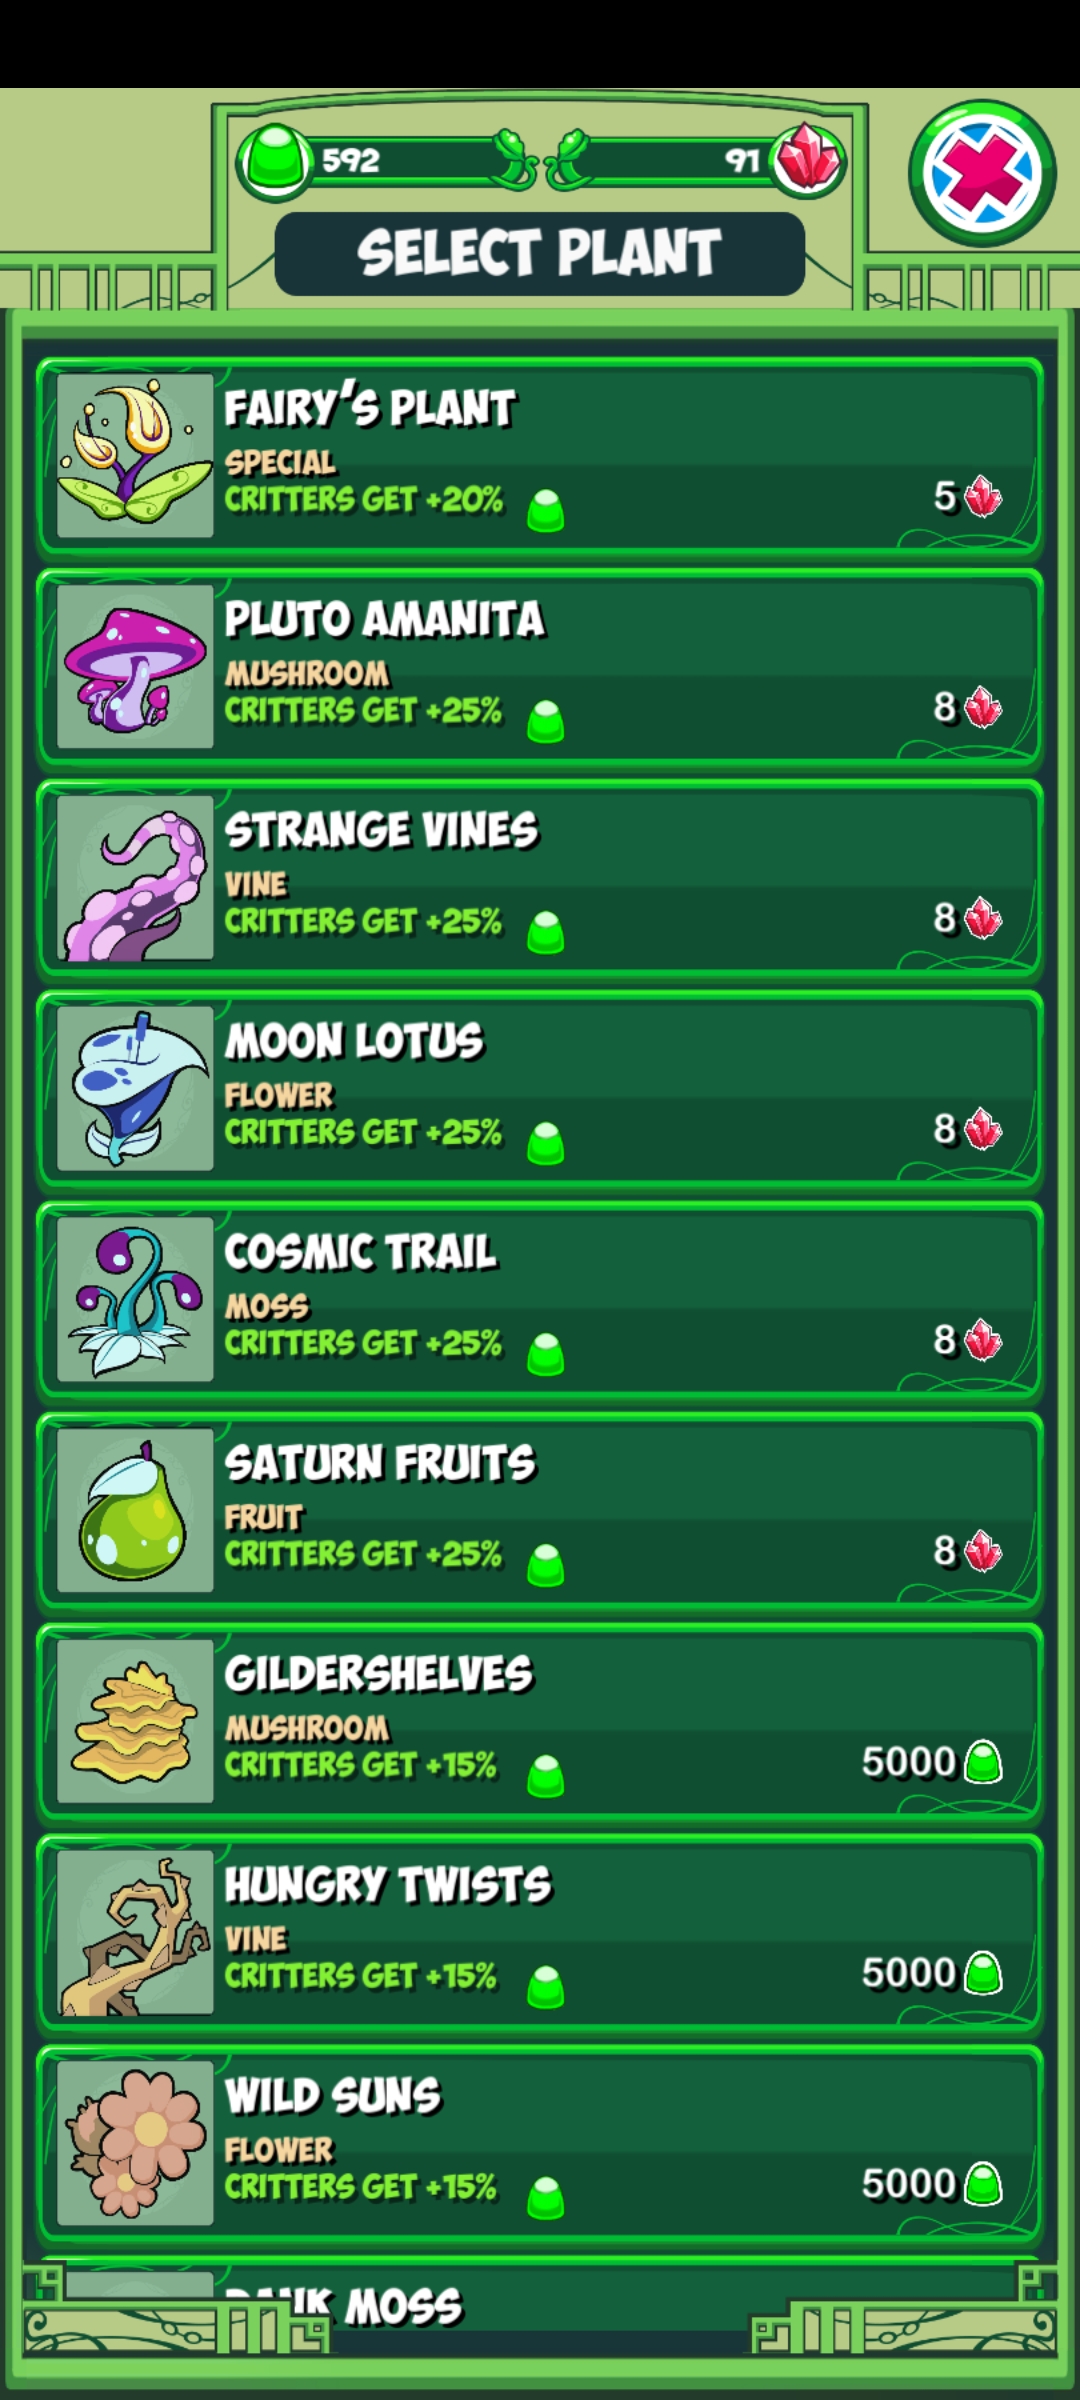 592
91
SELECT PLANT
FAIRY'S PLANT
SPECIAL
CRITTERS GET +20%
5
PLUTO AMANITA
MUSHROOM
CRITTERS GET +25%
8
STRANGE VINES
VINE
CRITTERS GET +25%
8
MOON LOTUS
FLOWER
CRITTERS GET +25%
8
COSMIC TRAIL
MOSS
CRITTERS GET +25%
8
SATURN FRUITS
FRUIT
CRITTERS GET +25%
8
GILDERSHELVES
MUSHROOM
CRITTERS GET +15%
5000
HUNGRY TWISTS
VINE
CRITTERS GET +15%
5000
WILD SUNS
FLOWER
CRITTERS GET +15%
5000
MOSS